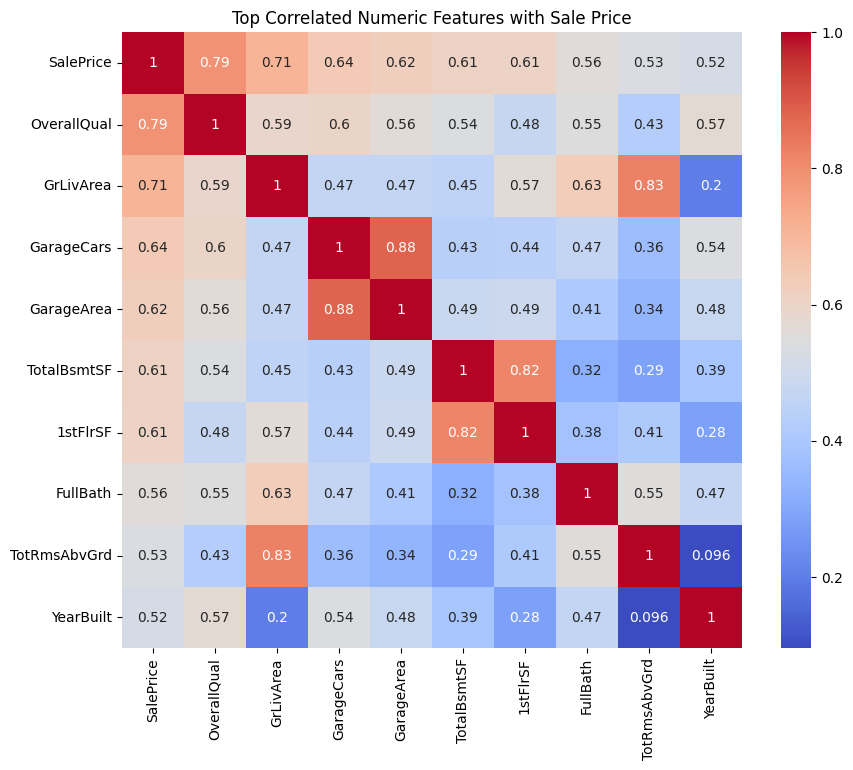 Top Correlated Numeric Features with Sale Price
SalePrice 1 0.79 0.71 0.64 0.62 0.61 0.61 0.56 0.53 0.52
OverallQual 0.79 1 0.59 0.6 0.56 0.54 0.48 0.55 0.43 0.57
GrLivArea 0.71 0.59 1 0.47 0.47 0.45 0.57 0.63 0.83 0.2
GarageCars 0.64 0.6 0.47 1 0.88 0.43 0.44 0.47 0.36 0.54
GarageArea 0.62 0.56 0.47 0.88 1 0.49 0.49 0.41 0.34 0.48
TotalBsmtSF 0.61 0.54 0.45 0.43 0.49 1 0.82 0.32 0.29 0.39
1stFlrSF 0.61 0.48 0.57 0.44 0.49 0.82 1 0.38 0.41 0.28
FullBath 0.56 0.55 0.63 0.47 0.41 0.32 0.38 1 0.55 0.47
TotRmsAbvGrd 0.53 0.43 0.83 0.36 0.34 0.29 0.41 0.55 1 0.096
YearBuilt 0.52 0.57 0.2 0.54 0.48 0.39 0.28 0.47 0.096 1
SalePrice
OverallQual
GrLivArea
GarageCars
GarageArea
TotalBsmtSF
1stFlrSF
FullBath
TotRmsAbvGrd
YearBuilt
1.0
0.8
0.6
0.4
0.2